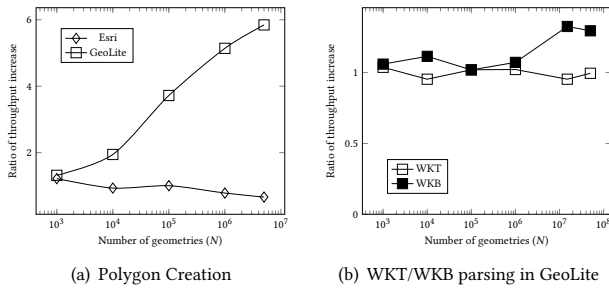 Esri
GeoLite
6
4
2
10^3
10^4
10^5
10^6
10^7
Number of geometries (N)
Ratio of throughput increase
(a) Polygon Creation
WKT
WKB
1
0.5
0
10^3
10^4
10^5
10^6
10^7
10^8
Number of geometries (N)
Ratio of throughput increase
(b) WKT/WKB parsing in GeoLite